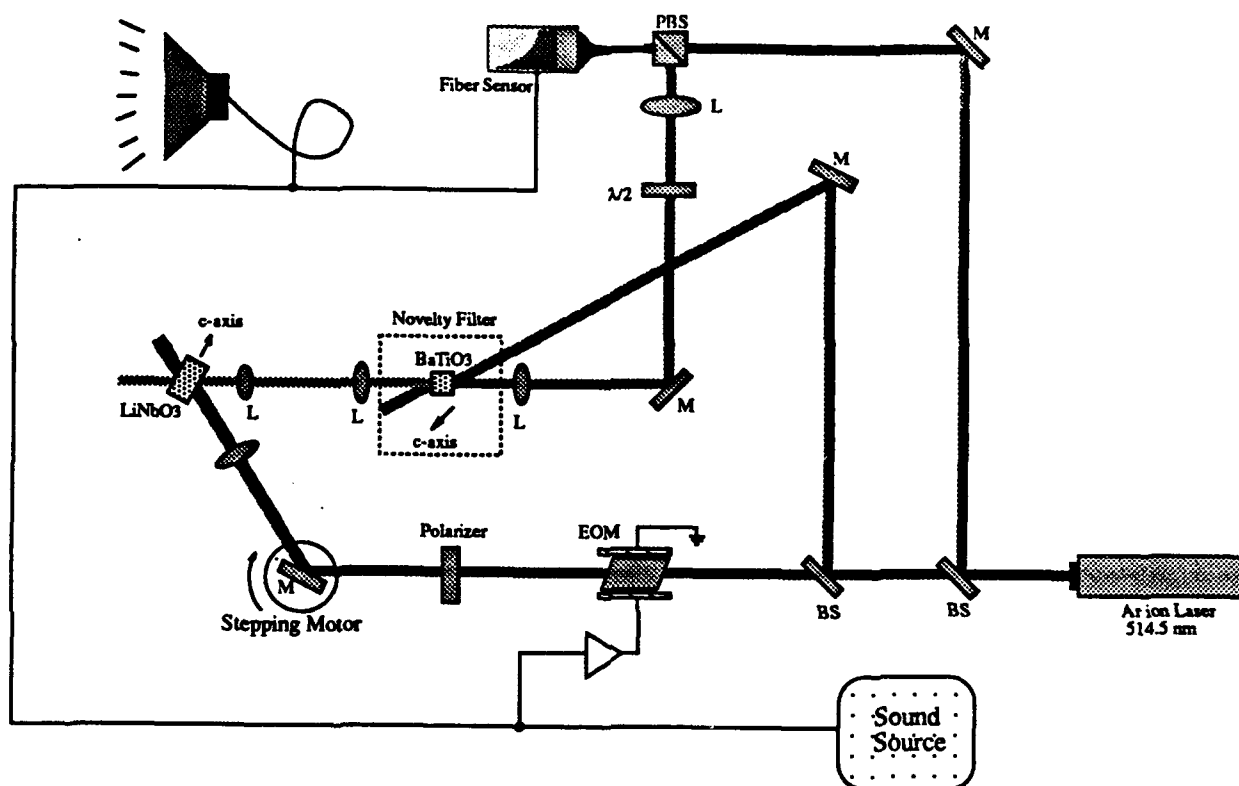 PBS
M
Fiber Sensor
L
M
λ/2
Novelty Filter
c-axis
BaTiO3
LiNbO3
L
L
L
M
c-axis
Polarizer
EOM
M
BS
BS
Stepping Motor
Ar ion Laser
514.5 nm
Sound
Source